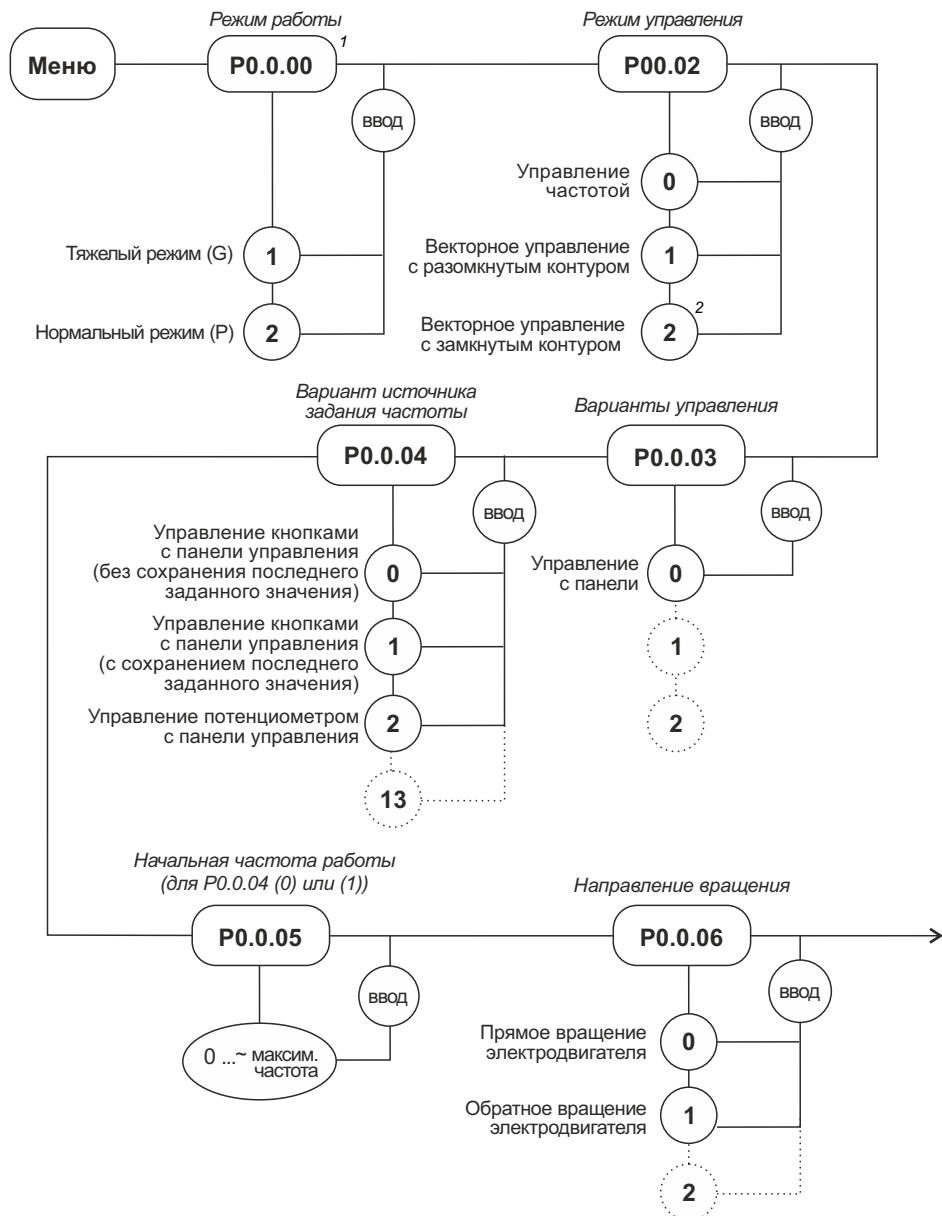 Режим работы
Режим управления
Меню
P0.0.00
1
P00.02
ввод
ввод
Управление
частотой
0
Тяжелый режим (G)
1
Векторное управление
с разомкнутым контуром
1
Нормальный режим (P)
2
Векторное управление
с замкнутым контуром
2
2
Вариант источника
задания частоты
Варианты управления
P0.0.04
P0.0.03
ввод
ввод
Управление кнопками
с панели управления
(без сохранения последнего
заданного значения)
0
Управление
с панели
0
Управление кнопками
с панели управления
(с сохранением последнего
заданного значения)
1
1
Управление потенциометром
с панели управления
2
2
13
Начальная частота работы
(для P0.0.04 (0) или (1))
Направление вращения
P0.0.05
P0.0.06
ввод
ввод
0 ...~ максим.
частота
Прямое вращение
электродвигателя
0
Обратное вращение
электродвигателя
1
2